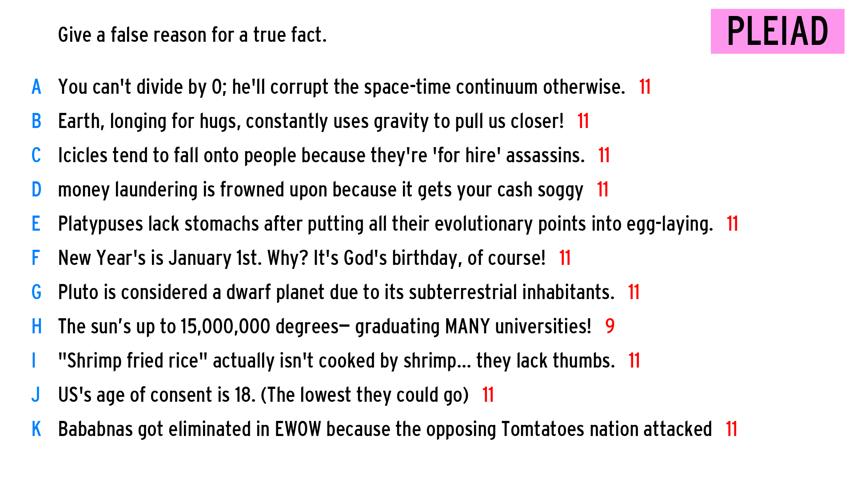 Give a false reason for a true fact.
PLEIAD
A You can't divide by 0; he'll corrupt the space-time continuum otherwise. 11
B Earth, longing for hugs, constantly uses gravity to pull us closer! 11
C Icicles tend to fall onto people because they're 'for hire' assassins. 11
D money laundering is frowned upon because it gets your cash soggy 11
E Platypuses lack stomachs after putting all their evolutionary points into egg-laying. 11
F New Year's is January 1st. Why? It's God's birthday, of course! 11
G Pluto is considered a dwarf planet due to its subterrestrial inhabitants. 11
H The sun’s up to 15,000,000 degrees— graduating MANY universities! 9
I "Shrimp fried rice" actually isn't cooked by shrimp... they lack thumbs. 11
J US's age of consent is 18. (The lowest they could go) 11
K Bababnas got eliminated in EWOW because the opposing Tomtatoes nation attacked 11